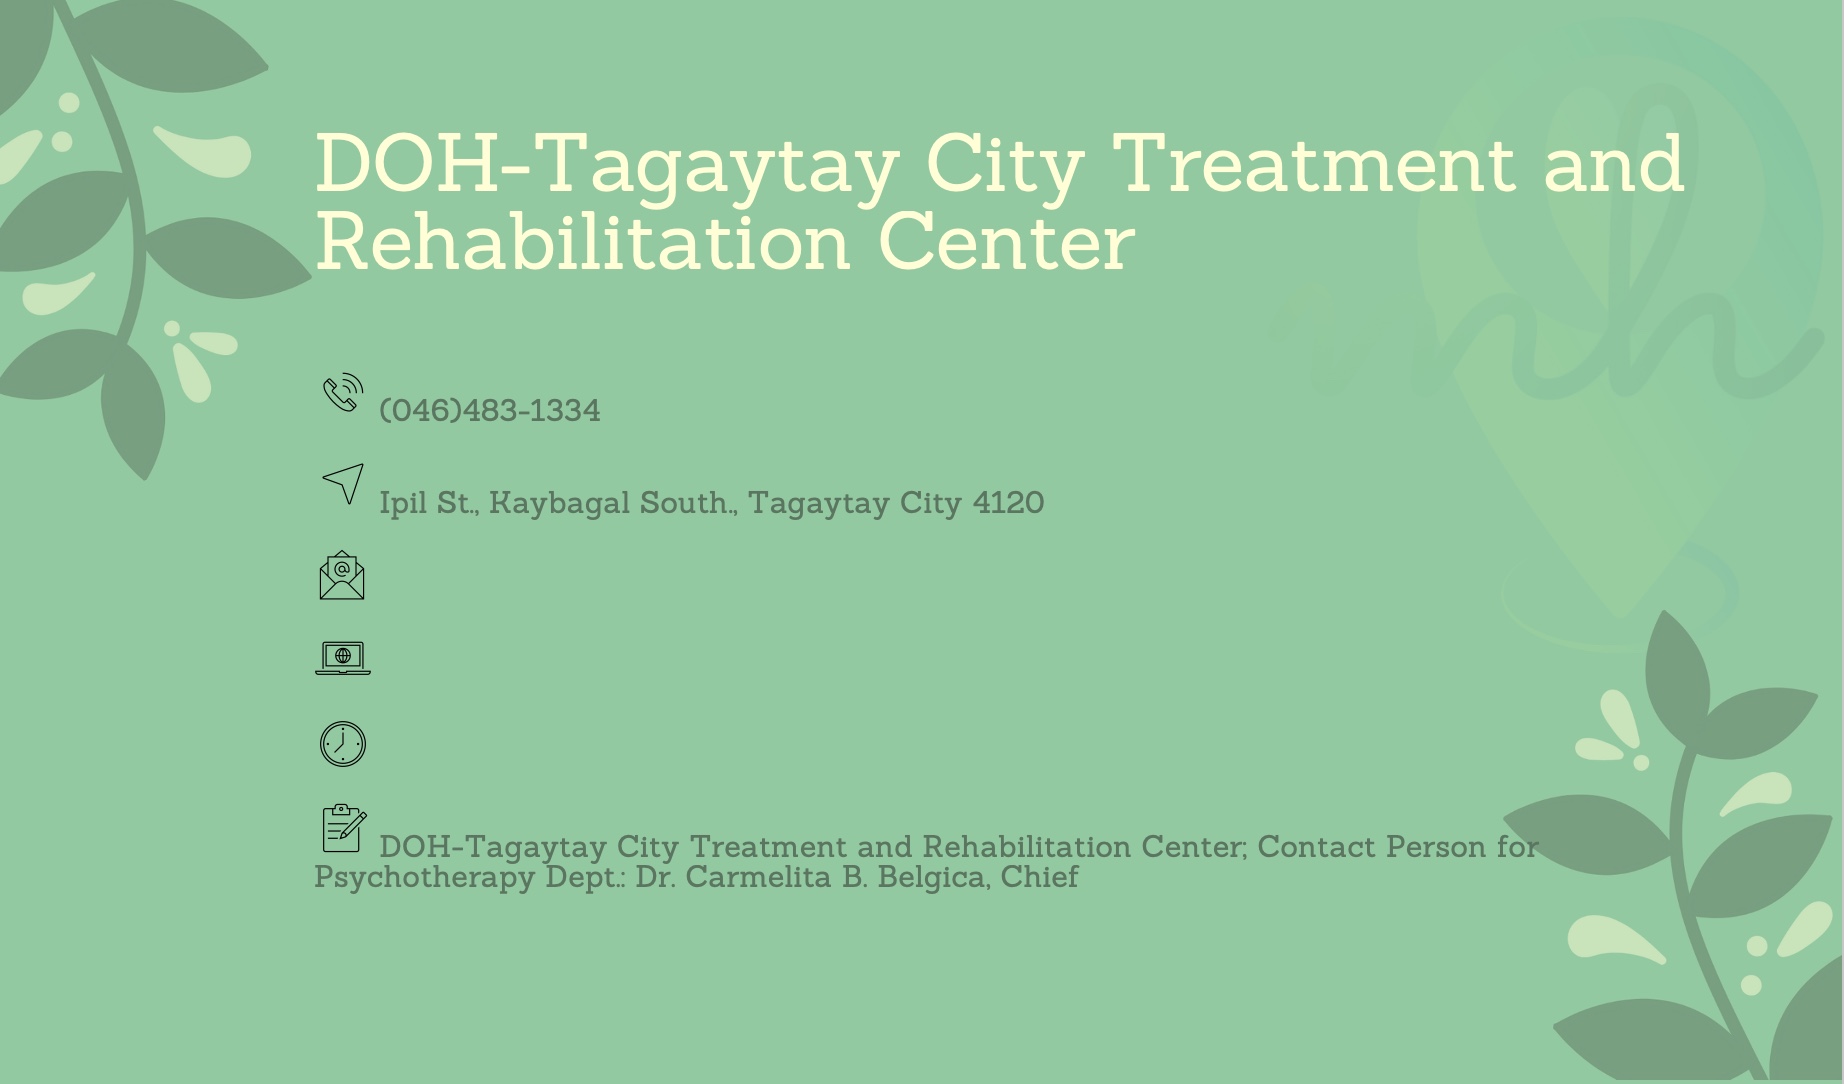 DOH-Tagaytay City Treatment and
Rehabilitation Center
(046)483-1334
Ipil St., Kaybagal South., Tagaytay City 4120
DOH-Tagaytay City Treatment and Rehabilitation Center; Contact Person for
Psychotherapy Dept.: Dr. Carmelita B. Belgica, Chief